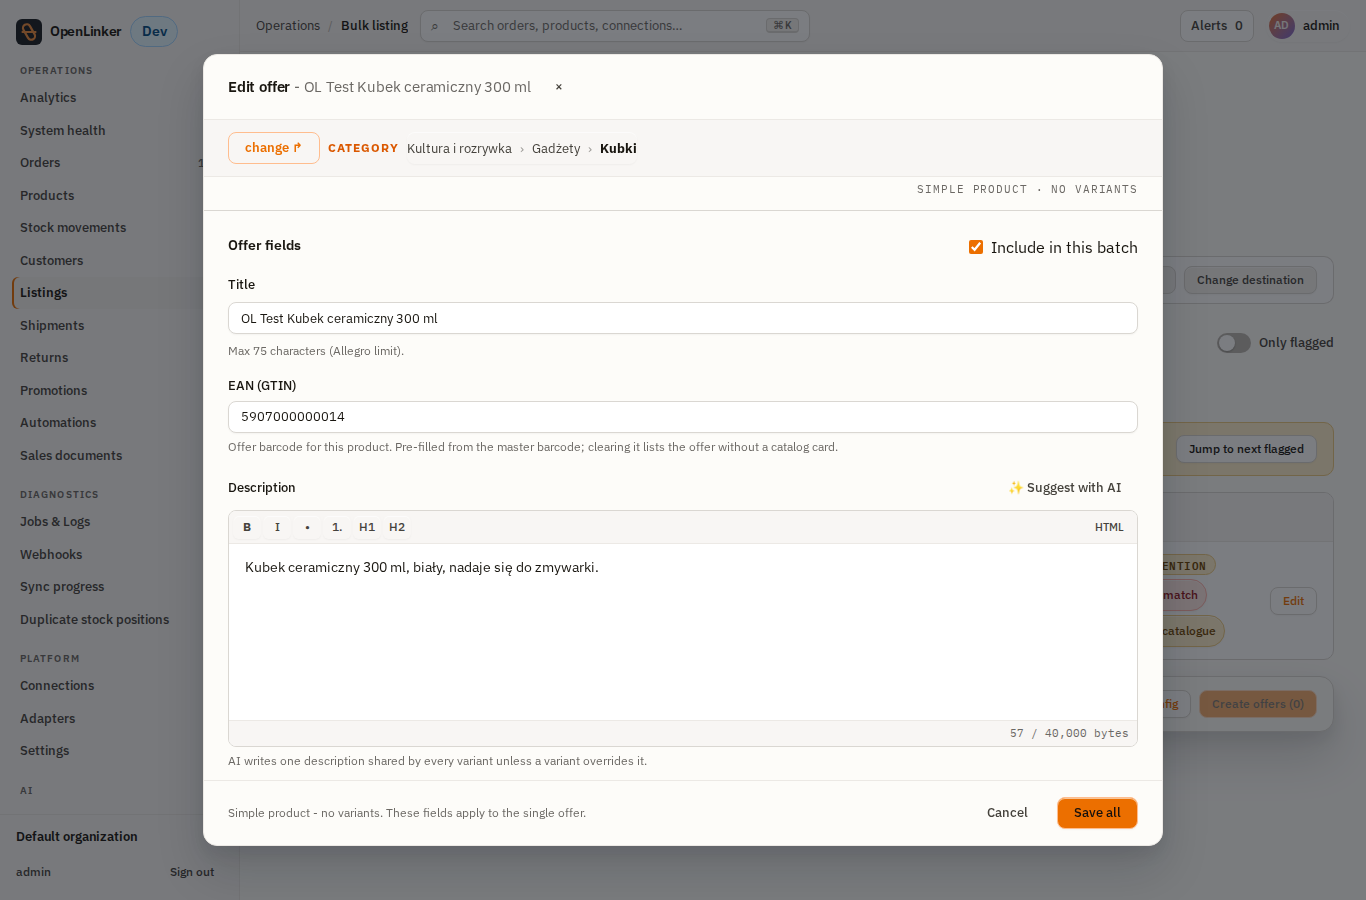 OpenLinker Dev
Operations / Bulk listing
Search orders, products, connections... ⌘K
Alerts 0
AD admin
OPERATIONS
Analytics
System health
Orders
Products
Stock movements
Customers
Listings
Shipments
Returns
Promotions
Automations
Sales documents
DIAGNOSTICS
Jobs & Logs
Webhooks
Sync progress
Duplicate stock positions
PLATFORM
Connections
Adapters
Settings
AI
Default organization
admin Sign out
Edit offer - OL Test Kubek ceramiczny 300 ml ×
change ↱ CATEGORY Kultura i rozrywka › Gadżety › Kubki
SIMPLE PRODUCT · NO VARIANTS
Offer fields
Include in this batch
Title
OL Test Kubek ceramiczny 300 ml
Max 75 characters (Allegro limit).
EAN (GTIN)
5907000000014
Offer barcode for this product. Pre-filled from the master barcode; clearing it lists the offer without a catalog card.
Description
✨ Suggest with AI
B I • 1. H1 H2 HTML
Kubek ceramiczny 300 ml, biały, nadaje się do zmywarki.
57 / 40,000 bytes
AI writes one description shared by every variant unless a variant overrides it.
Simple product - no variants. These fields apply to the single offer.
Cancel
Save all
Change destination
Only flagged
Jump to next flagged
match
catalogue
Edit
Create offers (0)